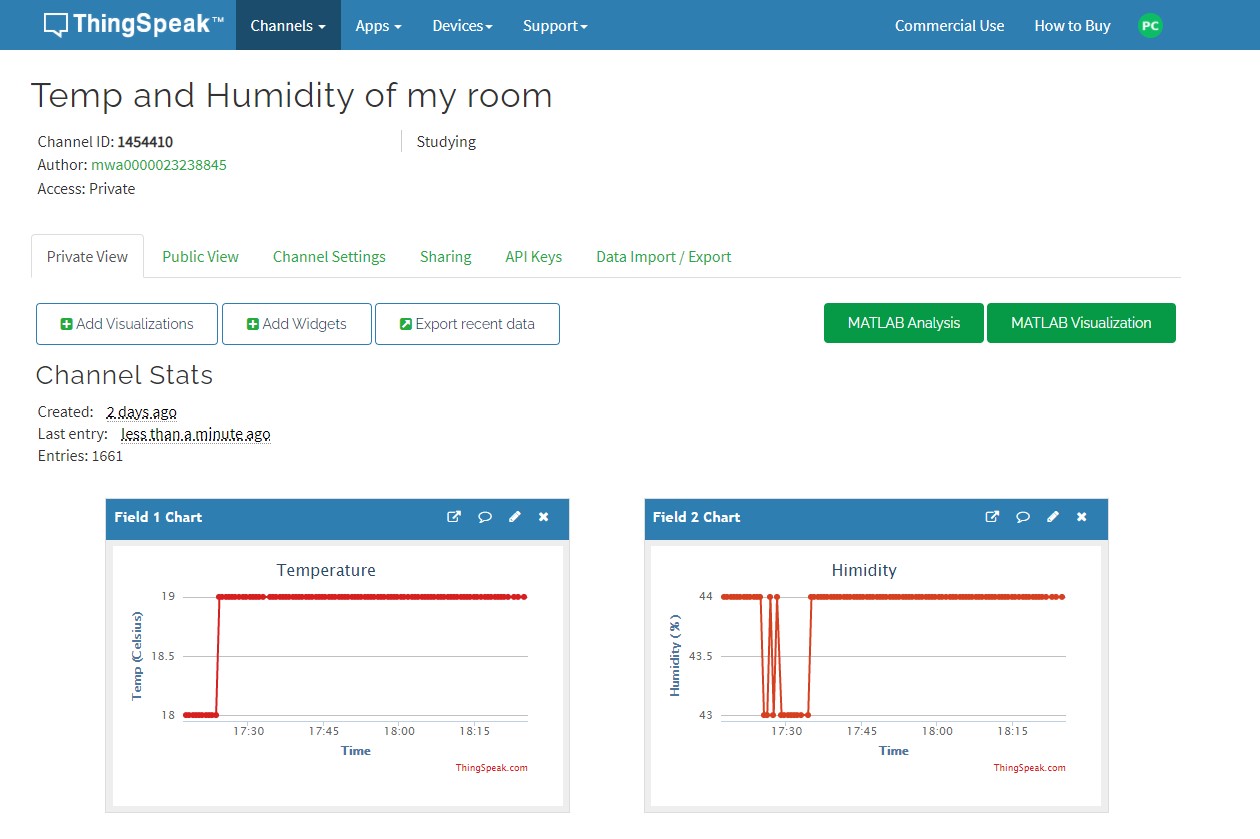 ThingSpeak™ Channels Apps Devices Support Commercial Use How to Buy PC
Temp and Humidity of my room
Channel ID: 1454410
Studying
Author: mwa0000023238845
Access: Private
Private View Public View Channel Settings Sharing API Keys Data Import / Export
Add Visualizations Add Widgets Export recent data MATLAB Analysis MATLAB Visualization
Channel Stats
Created: 2 days ago
Last entry: less than a minute ago
Entries: 1661
Field 1 Chart
Temperature
Temp (Celsius)
19
18.5
18
17:30 17:45 18:00 18:15
Time
ThingSpeak.com
Field 2 Chart
Himidity
Humidity (%)
44
43.5
43
17:30 17:45 18:00 18:15
Time
ThingSpeak.com